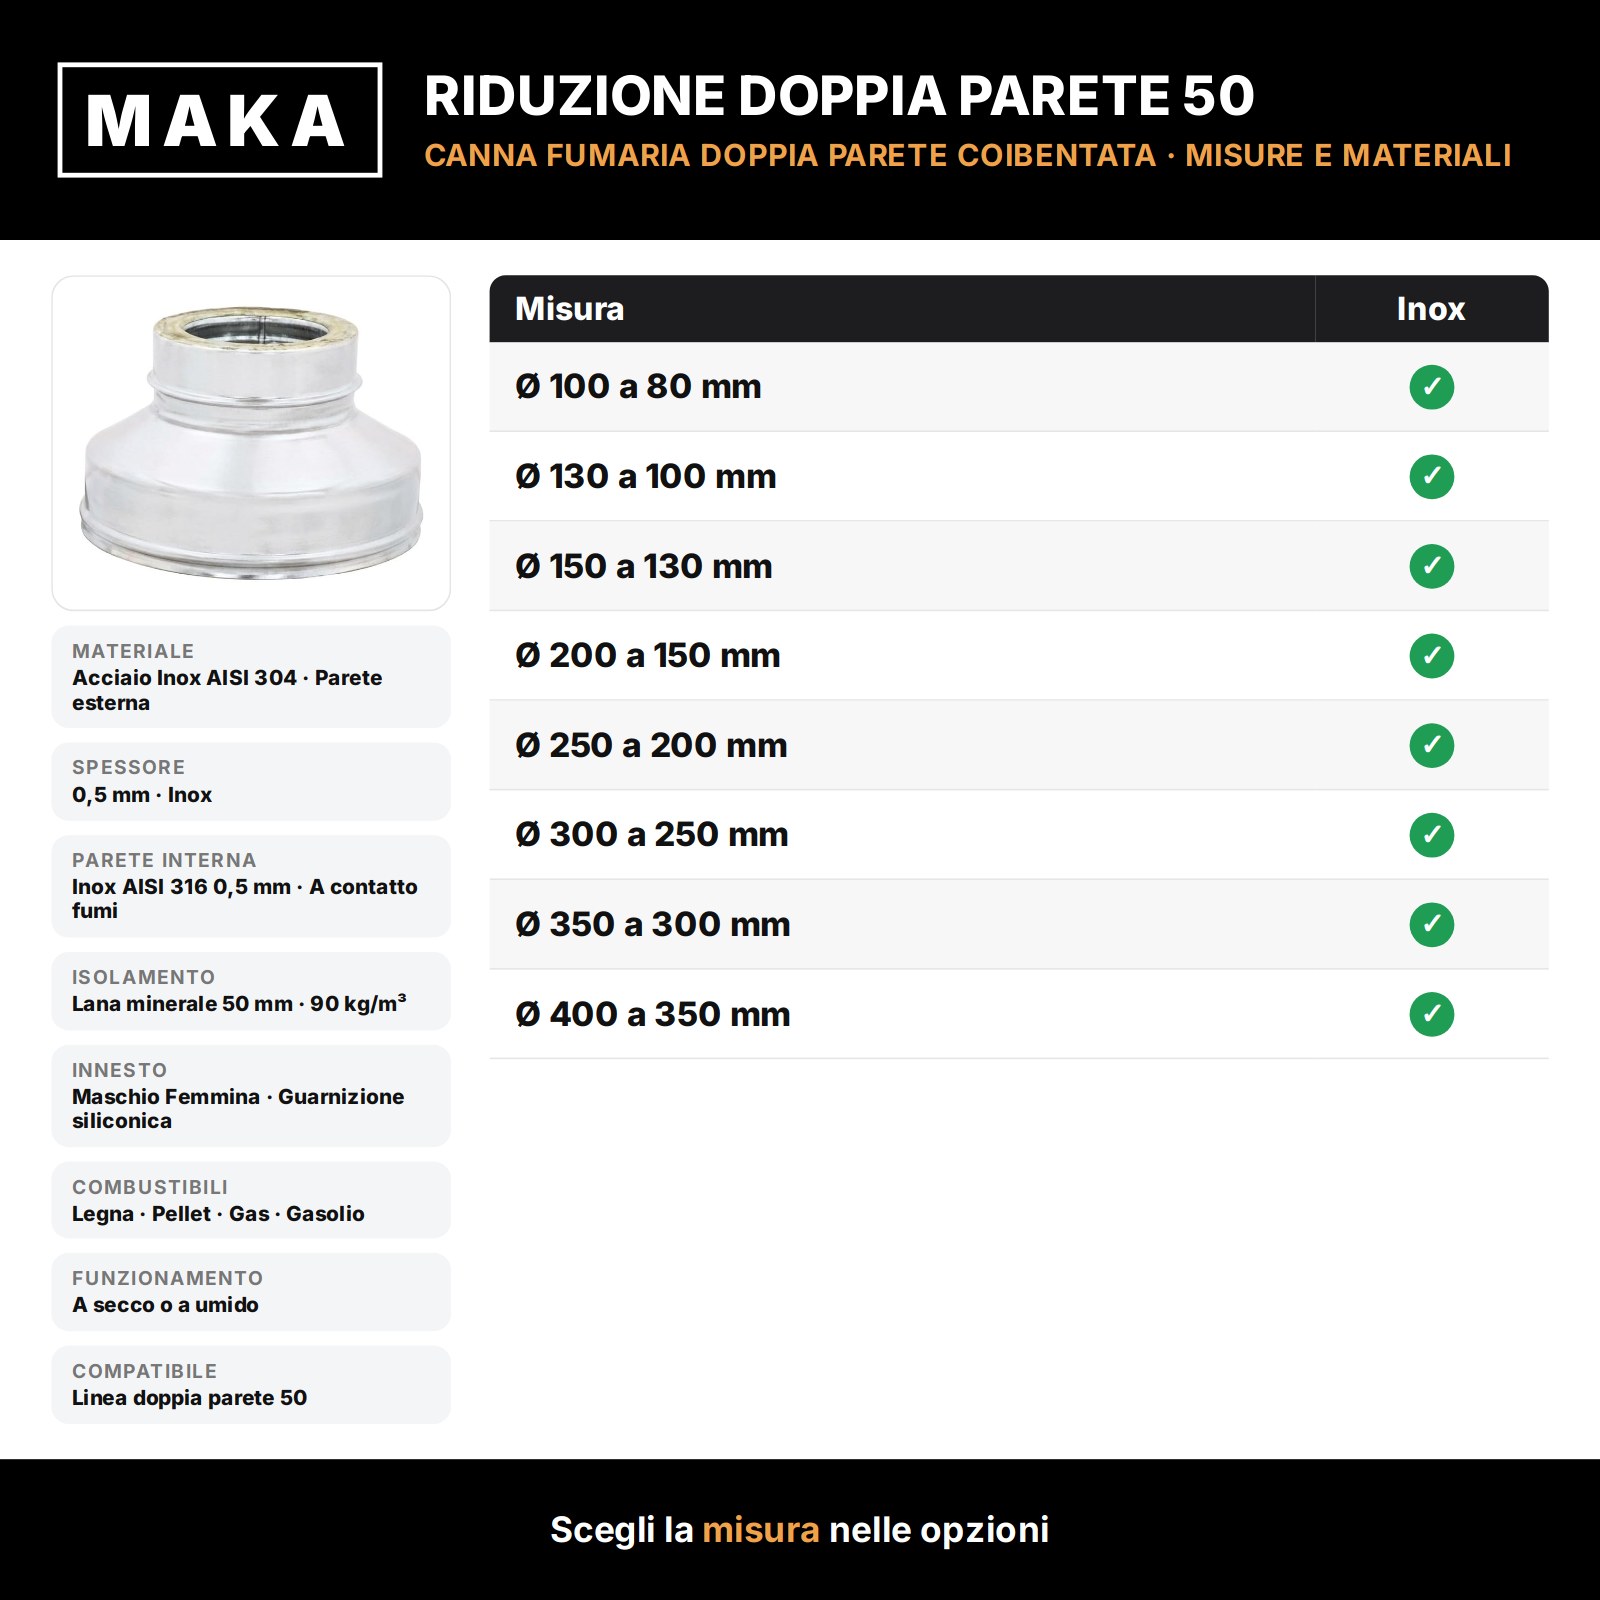 MAKA
RIDUZIONE DOPPIA PARETE 50
CANNA FUMARIA DOPPIA PARETE COIBENTATA · MISURE E MATERIALI
MATERIALE
Acciaio Inox AISI 304 · Parete
esterna
SPESSORE
0,5 mm · Inox
PARETE INTERNA
Inox AISI 316 0,5 mm · A contatto
fumi
ISOLAMENTO
Lana minerale 50 mm · 90 kg/m³
INNESTO
Maschio Femmina · Guarnizione
siliconica
COMBUSTIBILI
Legna · Pellet · Gas · Gasolio
FUNZIONAMENTO
A secco o a umido
COMPATIBILE
Linea doppia parete 50
Misura Inox
Ø 100 a 80 mm ✓
Ø 130 a 100 mm ✓
Ø 150 a 130 mm ✓
Ø 200 a 150 mm ✓
Ø 250 a 200 mm ✓
Ø 300 a 250 mm ✓
Ø 350 a 300 mm ✓
Ø 400 a 350 mm ✓
Scegli la misura nelle opzioni